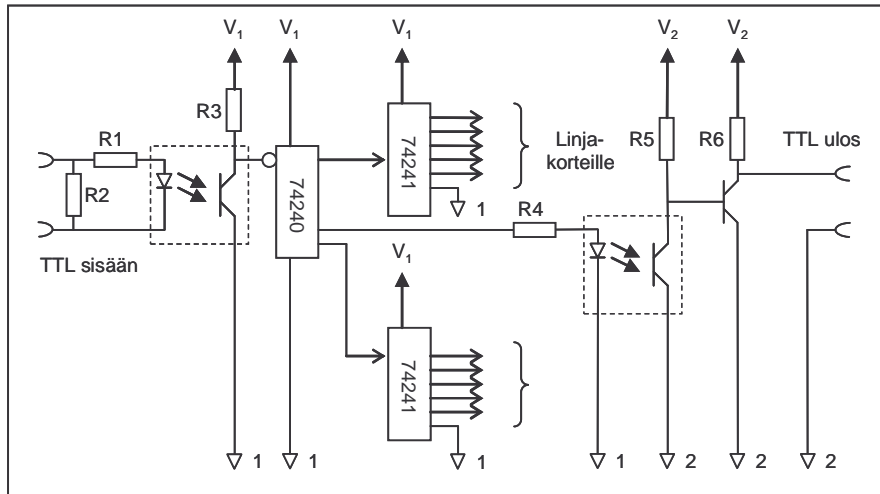 V1
V1
V1
V2
V2
R3
R1
R2
TTL sisään
74240
74241
1
Linja-
korteille
R4
R5
R6
TTL ulos
V1
74241
1
1
1
1
2
2
2